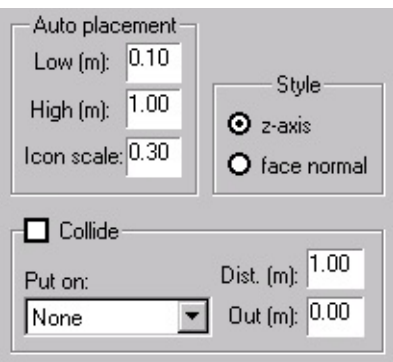 Auto placement
Low (m): 0.10
High (m): 1.00
Icon scale: 0.30
Style
z-axis
face normal
Collide
Put on:
None
Dist. (m): 1.00
Out (m): 0.00